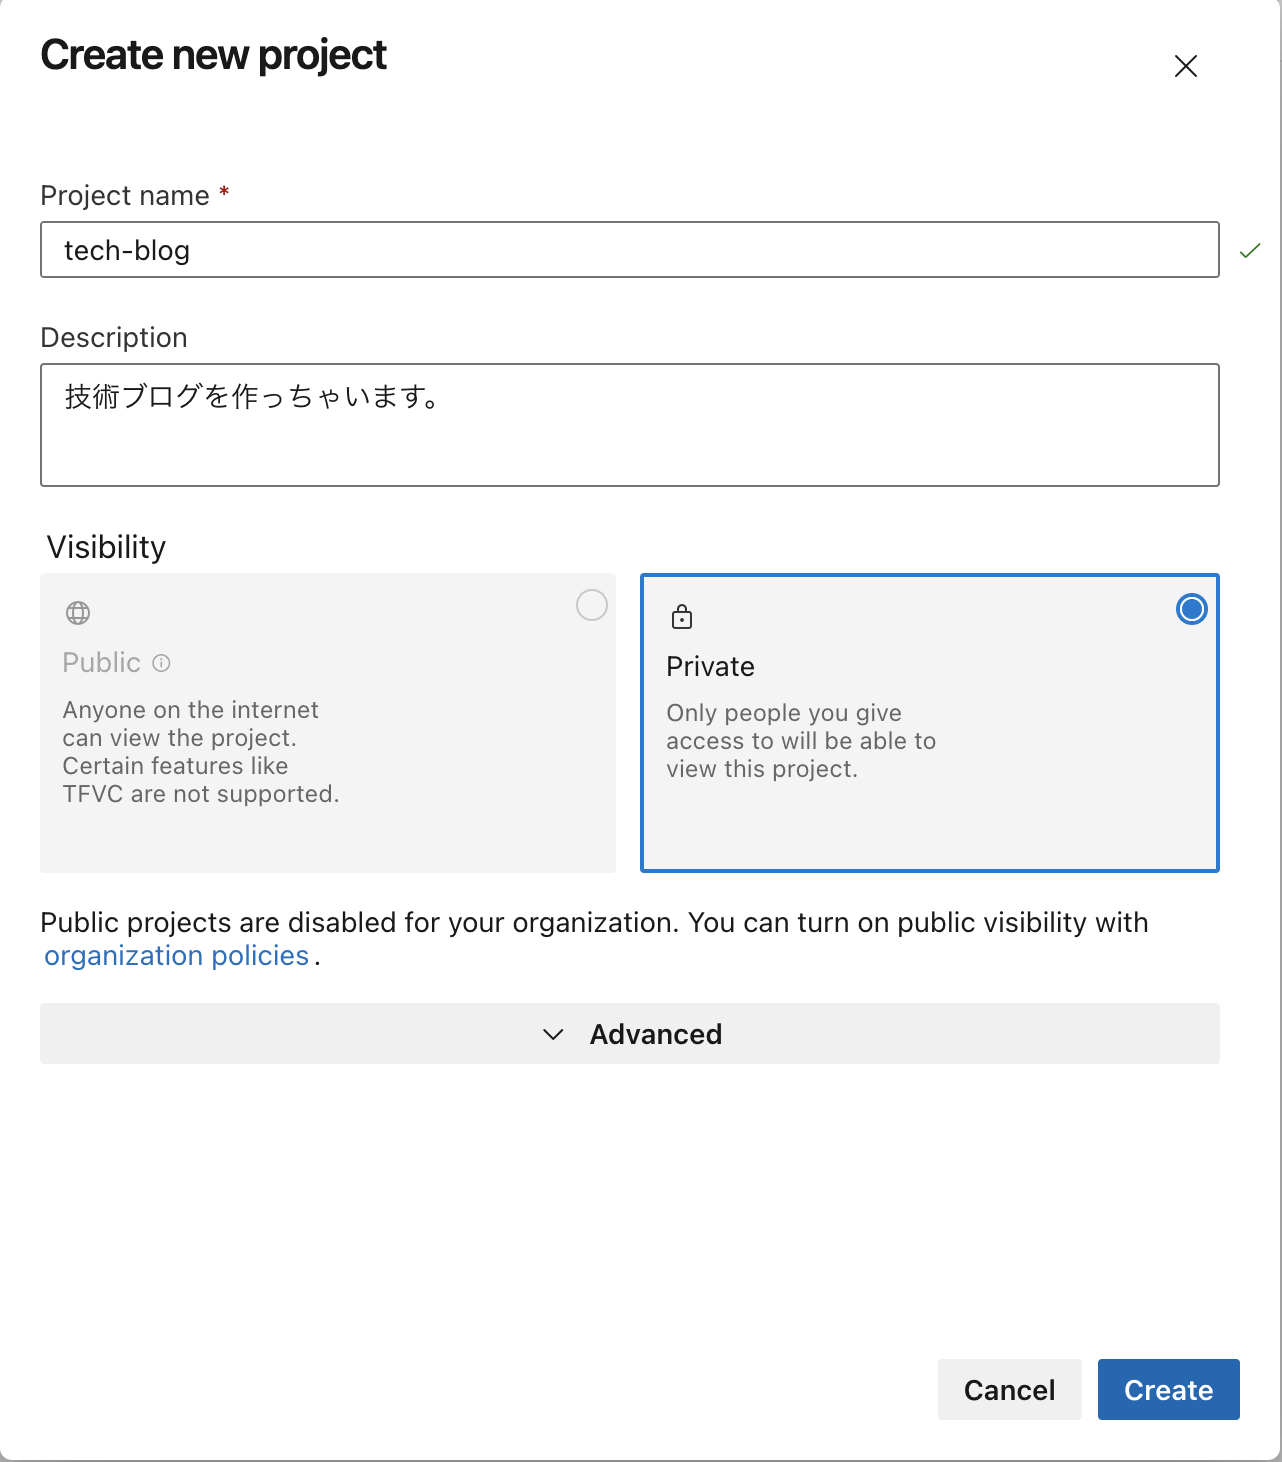 Create new project
Project name *
tech-blog
Description
技術ブログを作っちゃいます。
Visibility
Public
Anyone on the internet
can view the project.
Certain features like
TFVC are not supported.
Private
Only people you give
access to will be able to
view this project.
Public projects are disabled for your organization. You can turn on public visibility with
organization policies.
Advanced
Cancel
Create